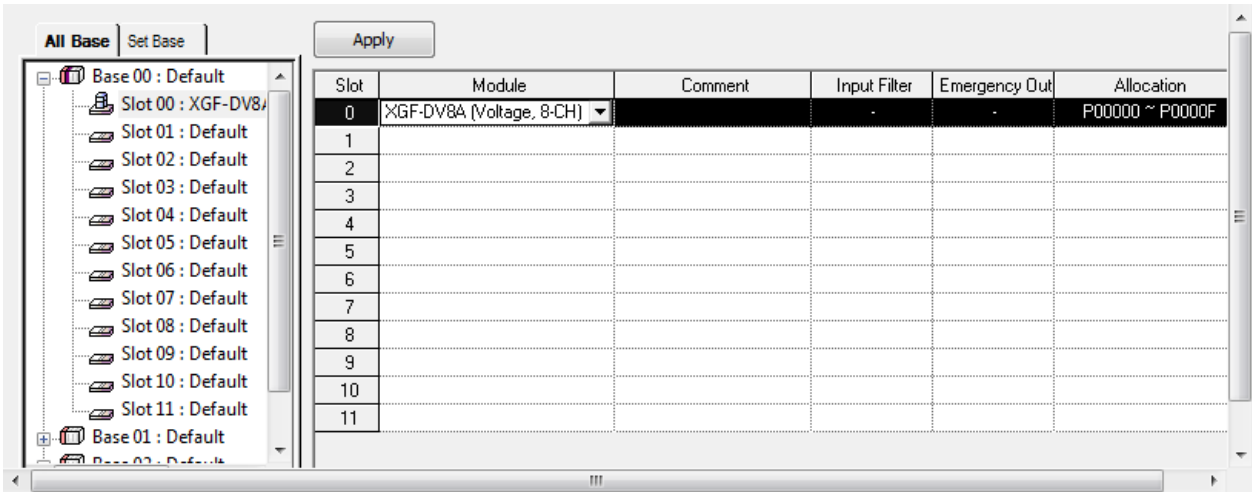 All Base Set Base Apply
Base 00 : Default
Slot 00 : XGF-DV8A
Slot 01 : Default
Slot 02 : Default
Slot 03 : Default
Slot 04 : Default
Slot 05 : Default
Slot 06 : Default
Slot 07 : Default
Slot 08 : Default
Slot 09 : Default
Slot 10 : Default
Slot 11 : Default
Base 01 : Default
Slot Module Comment Input Filter Emergency Out Allocation
0 XGF-DV8A (Voltage, 8-CH) - - P00000 ~ P0000F
1
2
3
4
5
6
7
8
9
10
11